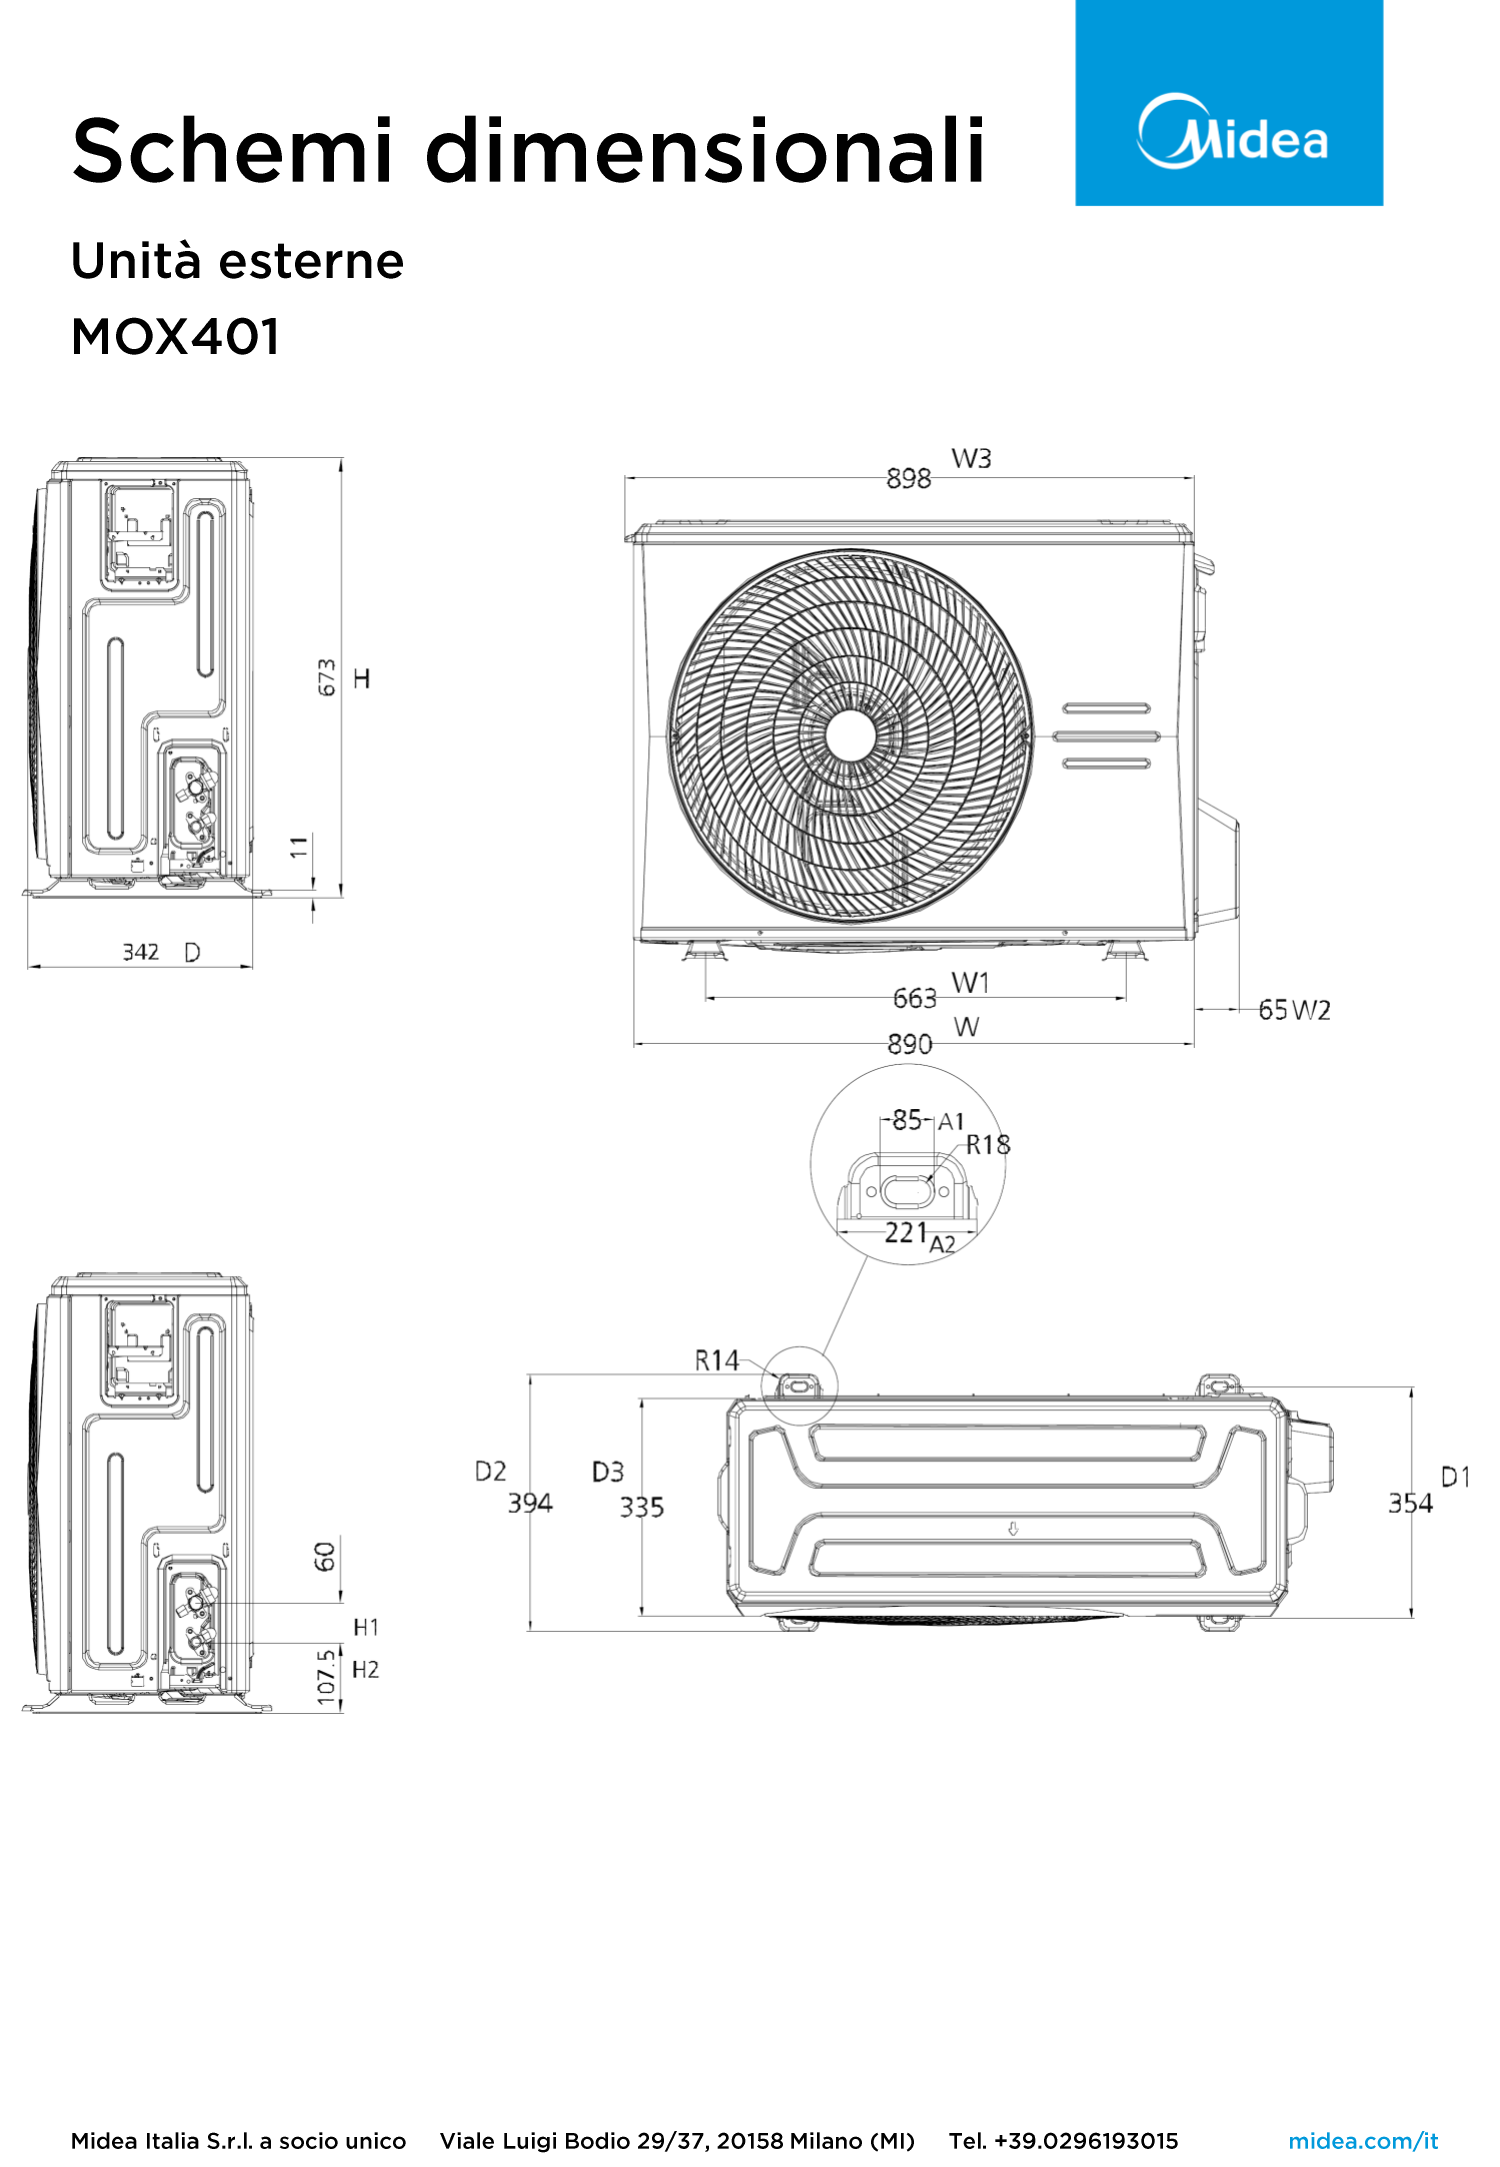 Midea
Schemi dimensionali
Unità esterne
MOX401
W3
898
673 H
11
342 D
W1
663
65 W2
W
890
85 A1
R18
221 A2
R14
D2
394
D3
335
D1
354
60
H1
107.5 H2
Midea Italia S.r.l. a socio unico Viale Luigi Bodio 29/37, 20158 Milano (MI) Tel. +39.0296193015 midea.com/it